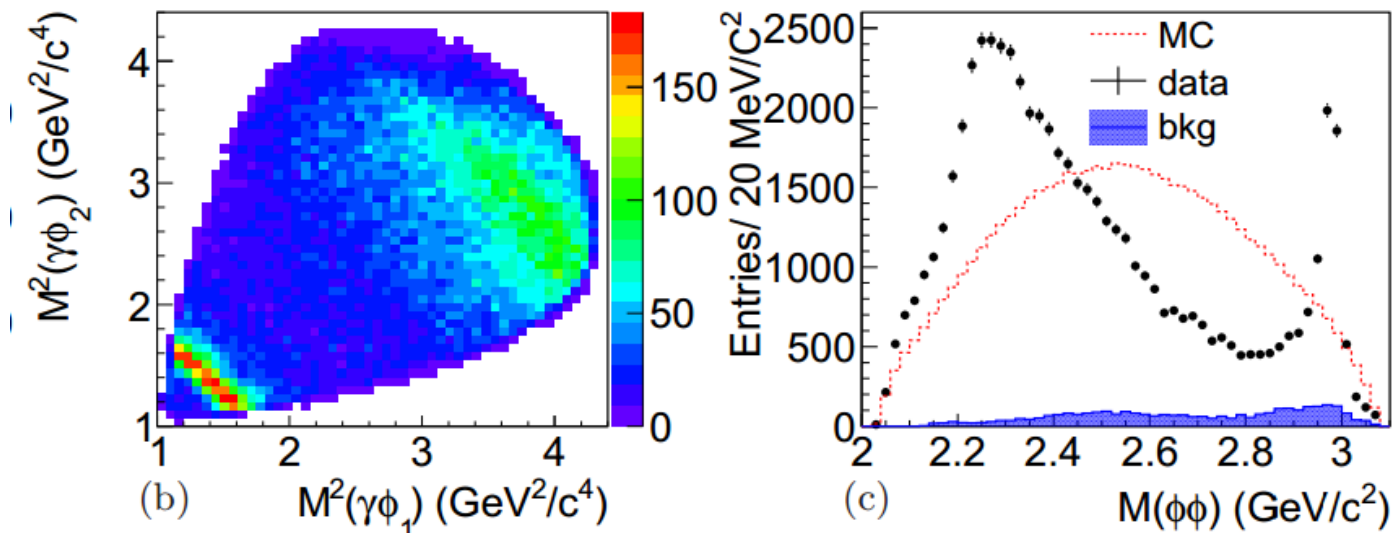 M²(γϕ₂) (GeV²/c⁴)
4
3
2
1
1 2 3 4
150
100
50
0
(b) M²(γϕ₁) (GeV²/c⁴)
Entries/ 20 MeV/C²
2500
2000
1500
1000
500
0
MC
data
bkg
2 2.2 2.4 2.6 2.8 3
(c) M(ϕϕ) (GeV/c²)